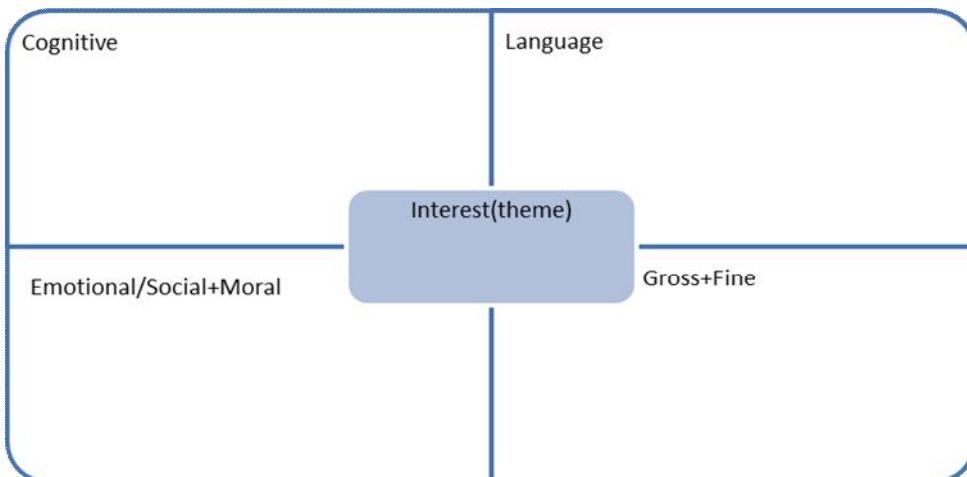 Cognitive
Language
Interest(theme)
Emotional/Social+Moral
Gross+Fine